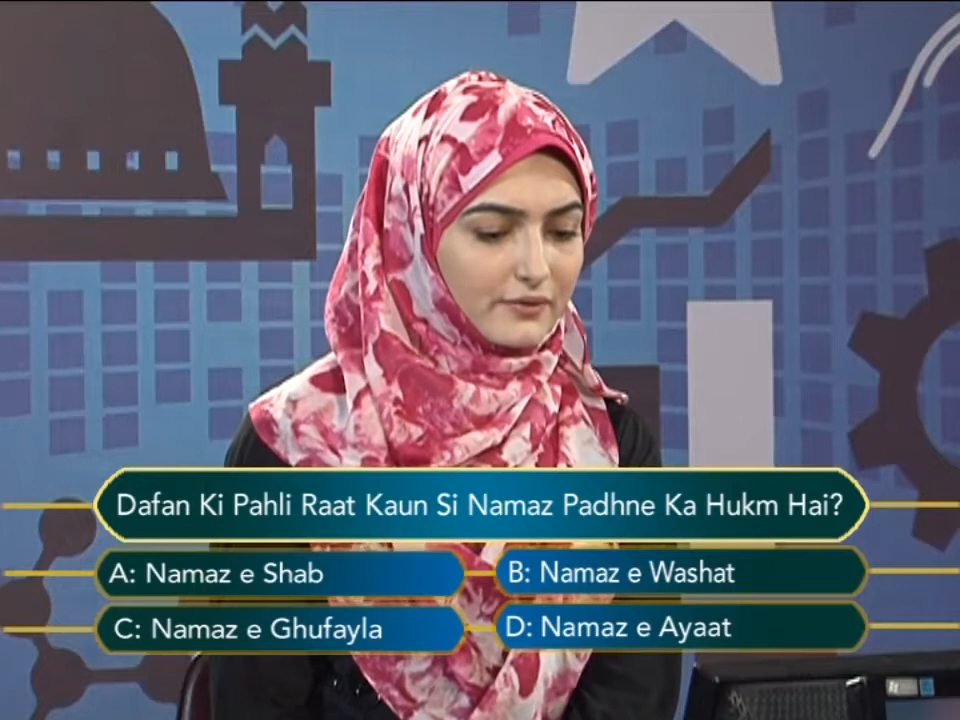 Dafan Ki Pahli Raat Kaun Si Namaz Padhne Ka Hukm Hai?
A: Namaz e Shab
B: Namaz e Washat
C: Namaz e Ghufayla
D: Namaz e Ayaat